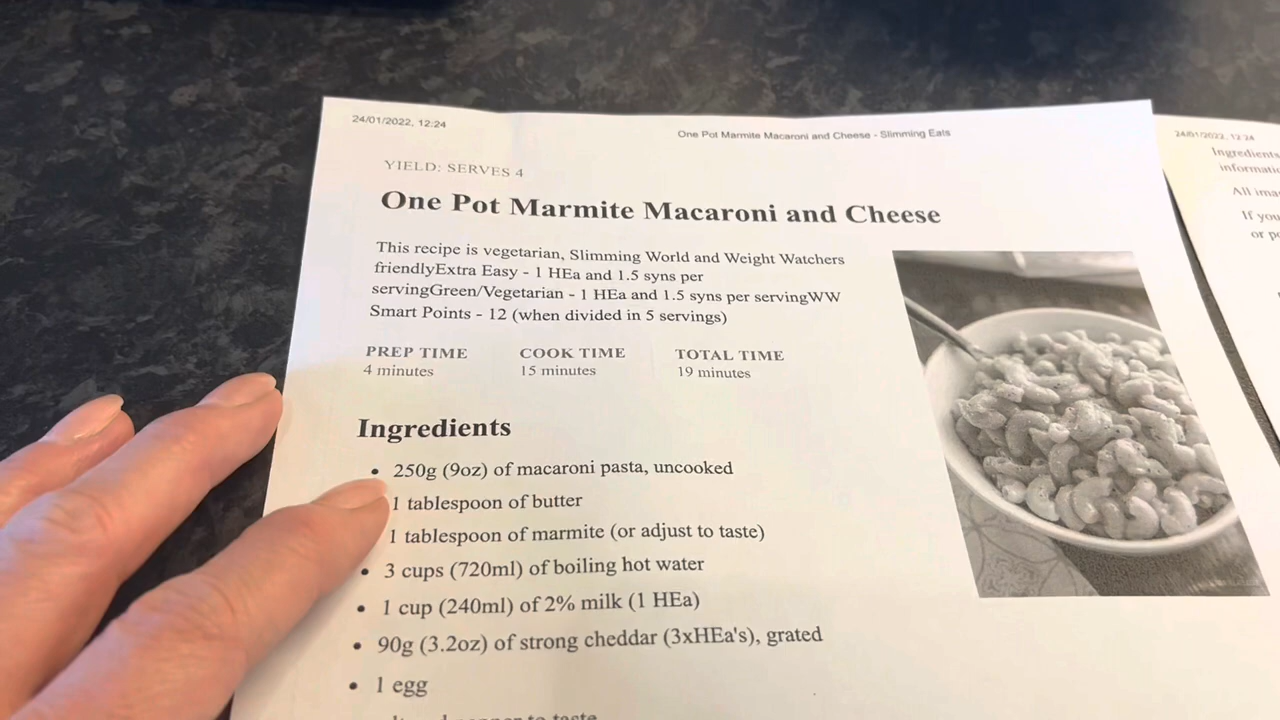 24/01/2022, 12:24
One Pot Marmite Macaroni and Cheese - Slimming Eats
YIELD: SERVES 4
One Pot Marmite Macaroni and Cheese
This recipe is vegetarian, Slimming World and Weight Watchers
friendlyExtra Easy - 1 HEa and 1.5 syns per
servingGreen/Vegetarian - 1 HEa and 1.5 syns per servingWW
Smart Points - 12 (when divided in 5 servings)
PREP TIME
4 minutes
COOK TIME
15 minutes
TOTAL TIME
19 minutes
Ingredients
• 250g (9oz) of macaroni pasta, uncooked
1 tablespoon of butter
1 tablespoon of marmite (or adjust to taste)
• 3 cups (720ml) of boiling hot water
• 1 cup (240ml) of 2% milk (1 HEa)
• 90g (3.2oz) of strong cheddar (3xHEa's), grated
• 1 egg
to taste
24/01/2022, 12:24
Ingredients
All
If you
or